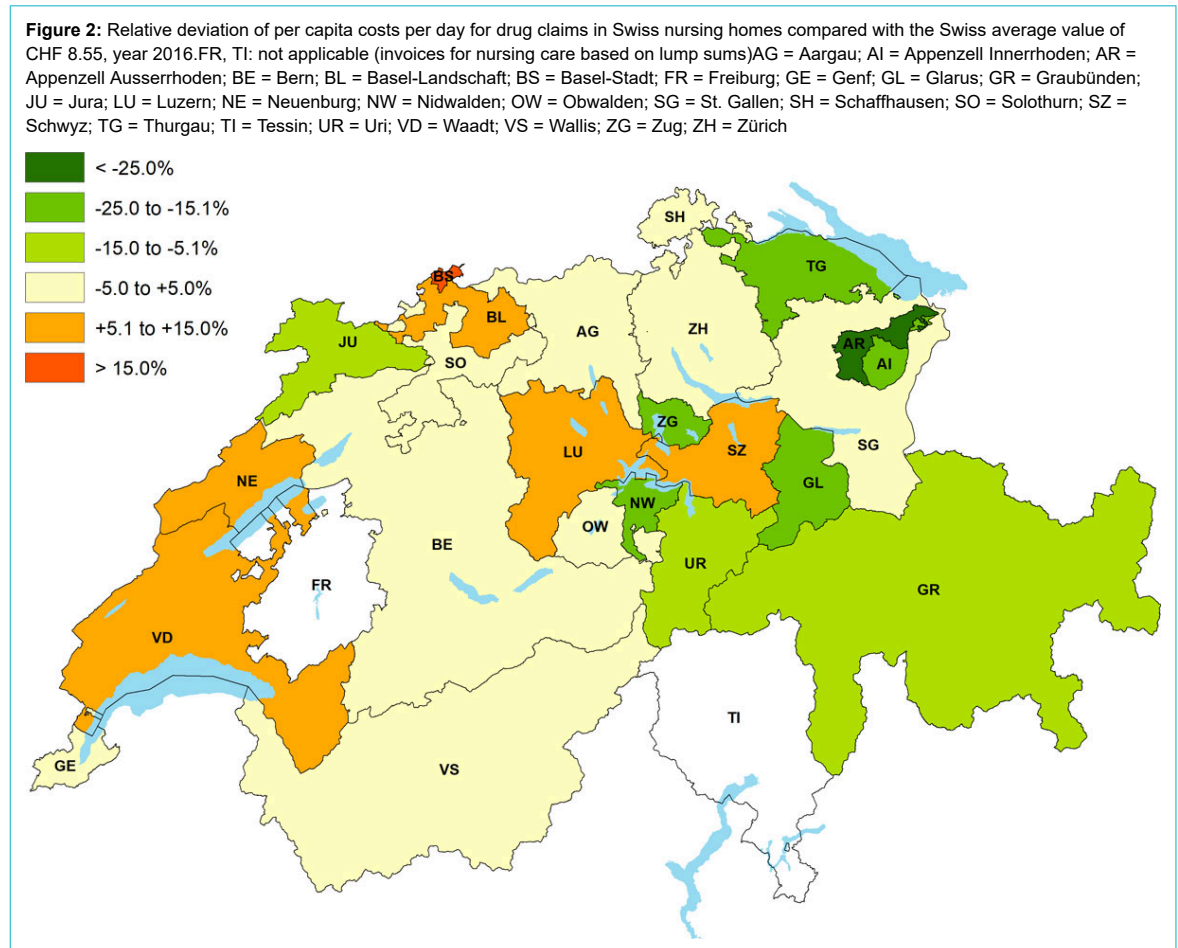 Figure 2: Relative deviation of per capita costs per day for drug claims in Swiss nursing homes compared with the Swiss average value of
CHF 8.55, year 2016.FR, TI: not applicable (invoices for nursing care based on lump sums)AG = Aargau; AI = Appenzell Innerrhoden; AR =
Appenzell Ausserrhoden; BE = Bern; BL = Basel-Landschaft; BS = Basel-Stadt; FR = Freiburg; GE = Genf; GL = Glarus; GR = Graubünden;
JU = Jura; LU = Luzern; NE = Neuenburg; NW = Nidwalden; OW = Obwalden; SG = St. Gallen; SH = Schaffhausen; SO = Solothurn; SZ =
Schwyz; TG = Thurgau; TI = Tessin; UR = Uri; VD = Waadt; VS = Wallis; ZG = Zug; ZH = Zürich
< -25.0%
-25.0 to -15.1%
-15.0 to -5.1%
-5.0 to +5.0%
+5.1 to +15.0%
> 15.0%
SH
TG
BS
BL
AG
ZH
JU
SO
AR
AI
ZG
LU
SZ
SG
NE
GL
NW
OW
BE
UR
FR
GR
VD
TI
GE
VS